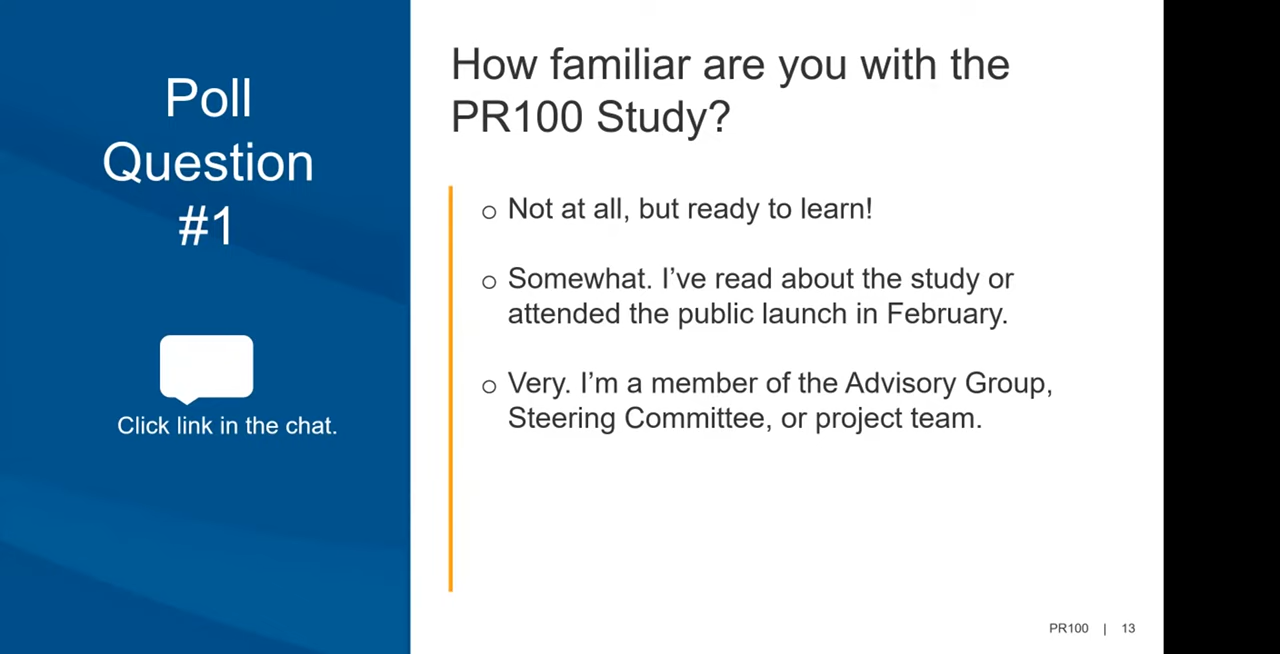 Poll
Question
#1
Click link in the chat.
How familiar are you with the
PR100 Study?
o Not at all, but ready to learn!
o Somewhat. I’ve read about the study or
attended the public launch in February.
o Very. I’m a member of the Advisory Group,
Steering Committee, or project team.
PR100 | 13